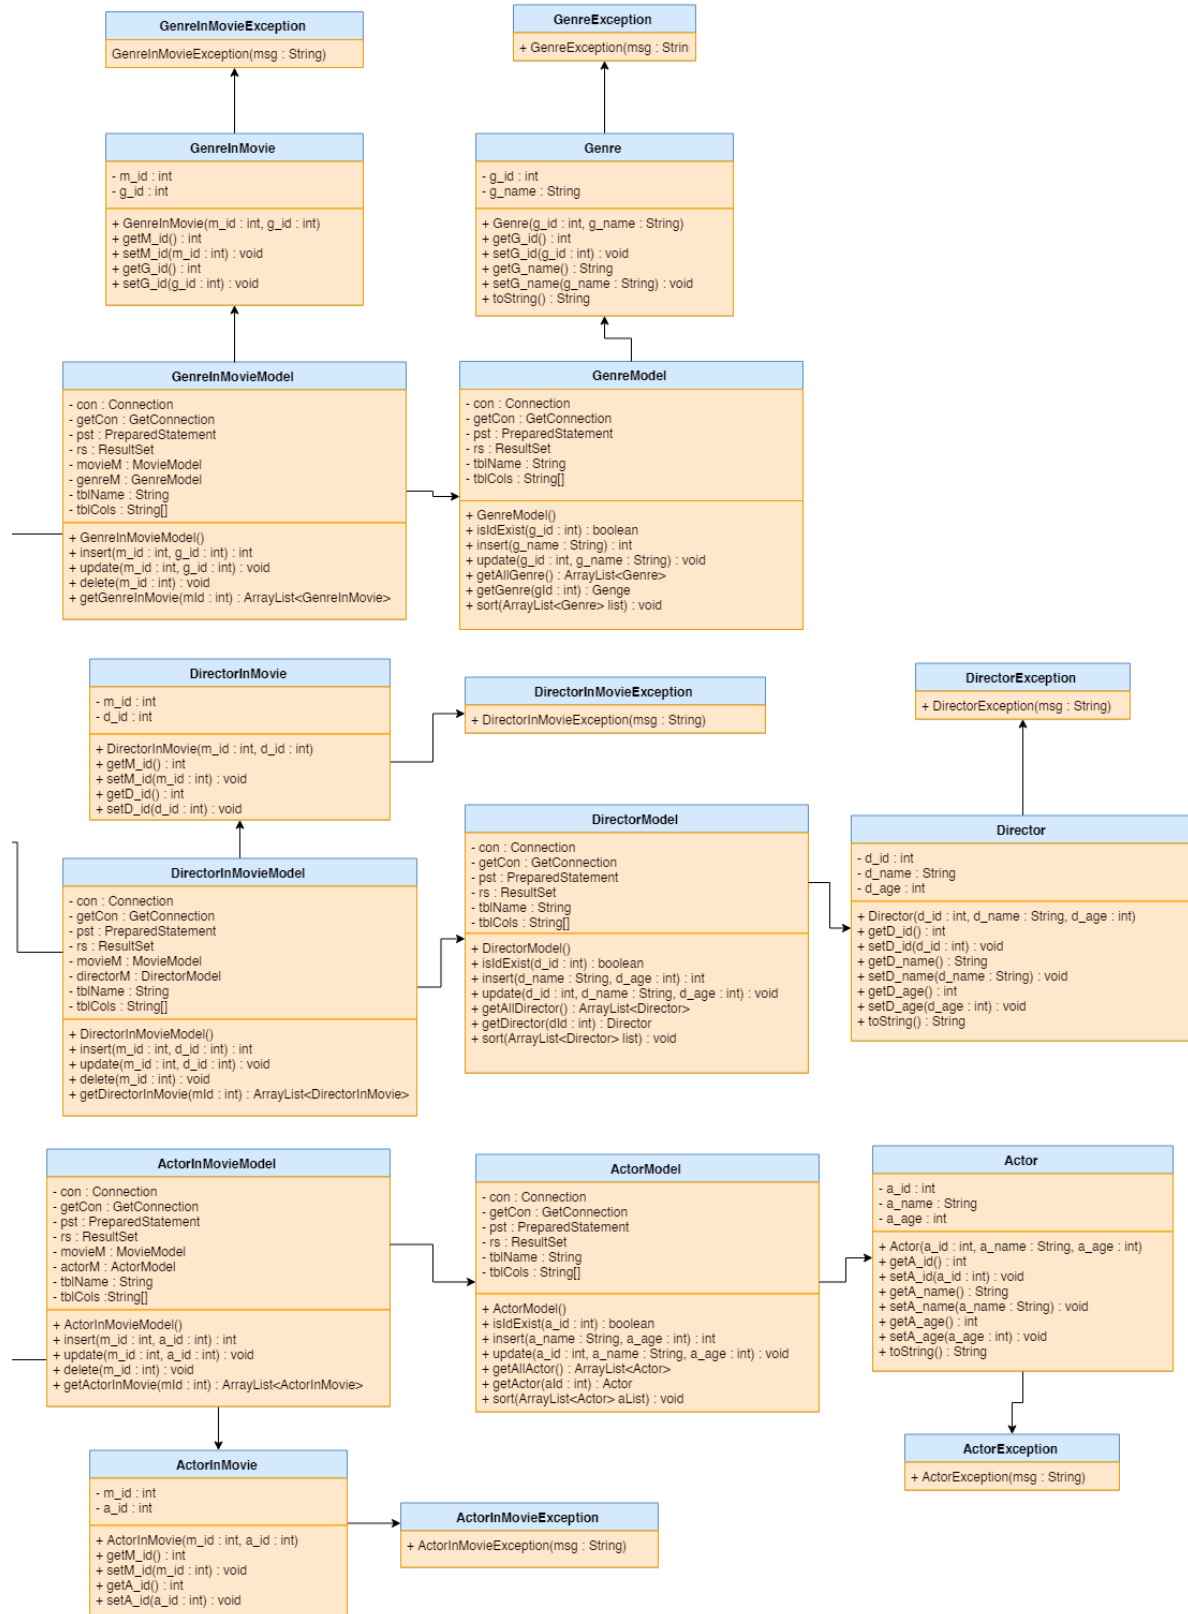 GenreInMovieException
GenreInMovieException(msg : String)
GenreException
+ GenreException(msg : Strin
GenreInMovie
- m_id : int
- g_id : int
+ GenreInMovie(m_id : int, g_id : int)
+ getM_id() : int
+ setM_id(m_id : int) : void
+ getG_id() : int
+ setG_id(g_id : int) : void
Genre
- g_id : int
- g_name : String
+ Genre(g_id : int, g_name : String)
+ getG_id() : int
+ setG_id(g_id : int) : void
+ getG_name() : String
+ setG_name(g_name : String) : void
+ toString() : String
GenreInMovieModel
- con : Connection
- getCon : GetConnection
- pst : PreparedStatement
- rs : ResultSet
- movieM : MovieModel
- genreM : GenreModel
- tblName : String
- tblCols : String[]
+ GenreInMovieModel()
+ insert(m_id : int, g_id : int) : int
+ update(m_id : int, g_id : int) : void
+ delete(m_id : int) : void
+ getGenreInMovie(mId : int) : ArrayList<GenreInMovie>
GenreModel
- con : Connection
- getCon : GetConnection
- pst : PreparedStatement
- rs : ResultSet
- tblName : String
- tblCols : String[]
+ GenreModel()
+ isIdExist(g_id : int) : boolean
+ insert(g_name : String) : int
+ update(g_id : int, g_name : String) : void
+ getAllGenre() : ArrayList<Genre>
+ getGenre(gId : int) : Genge
+ sort(ArrayList<Genre> list) : void
DirectorInMovie
- m_id : int
- d_id : int
+ DirectorInMovie(m_id : int, d_id : int)
+ getM_id() : int
+ setM_id(m_id : int) : void
+ getD_id() : int
+ setD_id(d_id : int) : void
DirectorInMovieException
+ DirectorInMovieException(msg : String)
DirectorException
+ DirectorException(msg : String)
DirectorInMovieModel
- con : Connection
- getCon : GetConnection
- pst : PreparedStatement
- rs : ResultSet
- movieM : MovieModel
- directorM : DirectorModel
- tblName : String
- tblCols : String[]
+ DirectorInMovieModel()
+ insert(m_id : int, d_id : int) : int
+ update(m_id : int, d_id : int) : void
+ delete(m_id : int) : void
+ getDirectorInMovie(mId : int) : ArrayList<DirectorInMovie>
DirectorModel
- con : Connection
- getCon : GetConnection
- pst : PreparedStatement
- rs : ResultSet
- tblName : String
- tblCols : String[]
+ DirectorModel()
+ isIdExist(d_id : int) : boolean
+ insert(d_name : String, d_age : int) : int
+ update(d_id : int, d_name : String, d_age : int) : void
+ getAllDirector() : ArrayList<Director>
+ getDirector(dId : int) : Director
+ sort(ArrayList<Director> list) : void
Director
- d_id : int
- d_name : String
- d_age : int
+ Director(d_id : int, d_name : String, d_age : int)
+ getD_id() : int
+ setD_id(d_id : int) : void
+ getD_name() : String
+ setD_name(d_name : String) : void
+ getD_age() : int
+ setD_age(d_age : int) : void
+ toString() : String
ActorInMovieModel
- con : Connection
- getCon : GetConnection
- pst : PreparedStatement
- rs : ResultSet
- movieM : MovieModel
- actorM : ActorModel
- tblName : String
- tblCols :String[]
+ ActorInMovieModel()
+ insert(m_id : int, a_id : int) : int
+ update(m_id : int, a_id : int) : void
+ delete(m_id : int) : void
+ getActorInMovie(mId : int) : ArrayList<ActorInMovie>
ActorModel
- con : Connection
- getCon : GetConnection
- pst : PreparedStatement
- rs : ResultSet
- tblName : String
- tblCols : String[]
+ ActorModel()
+ isIdExist(a_id : int) : boolean
+ insert(a_name : String, a_age : int) : int
+ update(a_id : int, a_name : String, a_age : int) : void
+ getAllActor() : ArrayList<Actor>
+ getActor(aId : int) : Actor
+ sort(ArrayList<Actor> aList) : void
Actor
- a_id : int
- a_name : String
- a_age : int
+ Actor(a_id : int, a_name : String, a_age : int)
+ getA_id() : int
+ setA_id(a_id : int) : void
+ getA_name() : String
+ setA_name(a_name : String) : void
+ getA_age() : int
+ setA_age(a_age : int) : void
+ toString() : String
ActorException
+ ActorException(msg : String)
ActorInMovie
- m_id : int
- a_id : int
+ ActorInMovie(m_id : int, a_id : int)
+ getM_id() : int
+ setM_id(m_id : int) : void
+ getA_id() : int
+ setA_id(a_id : int) : void
ActorInMovieException
+ ActorInMovieException(msg : String)